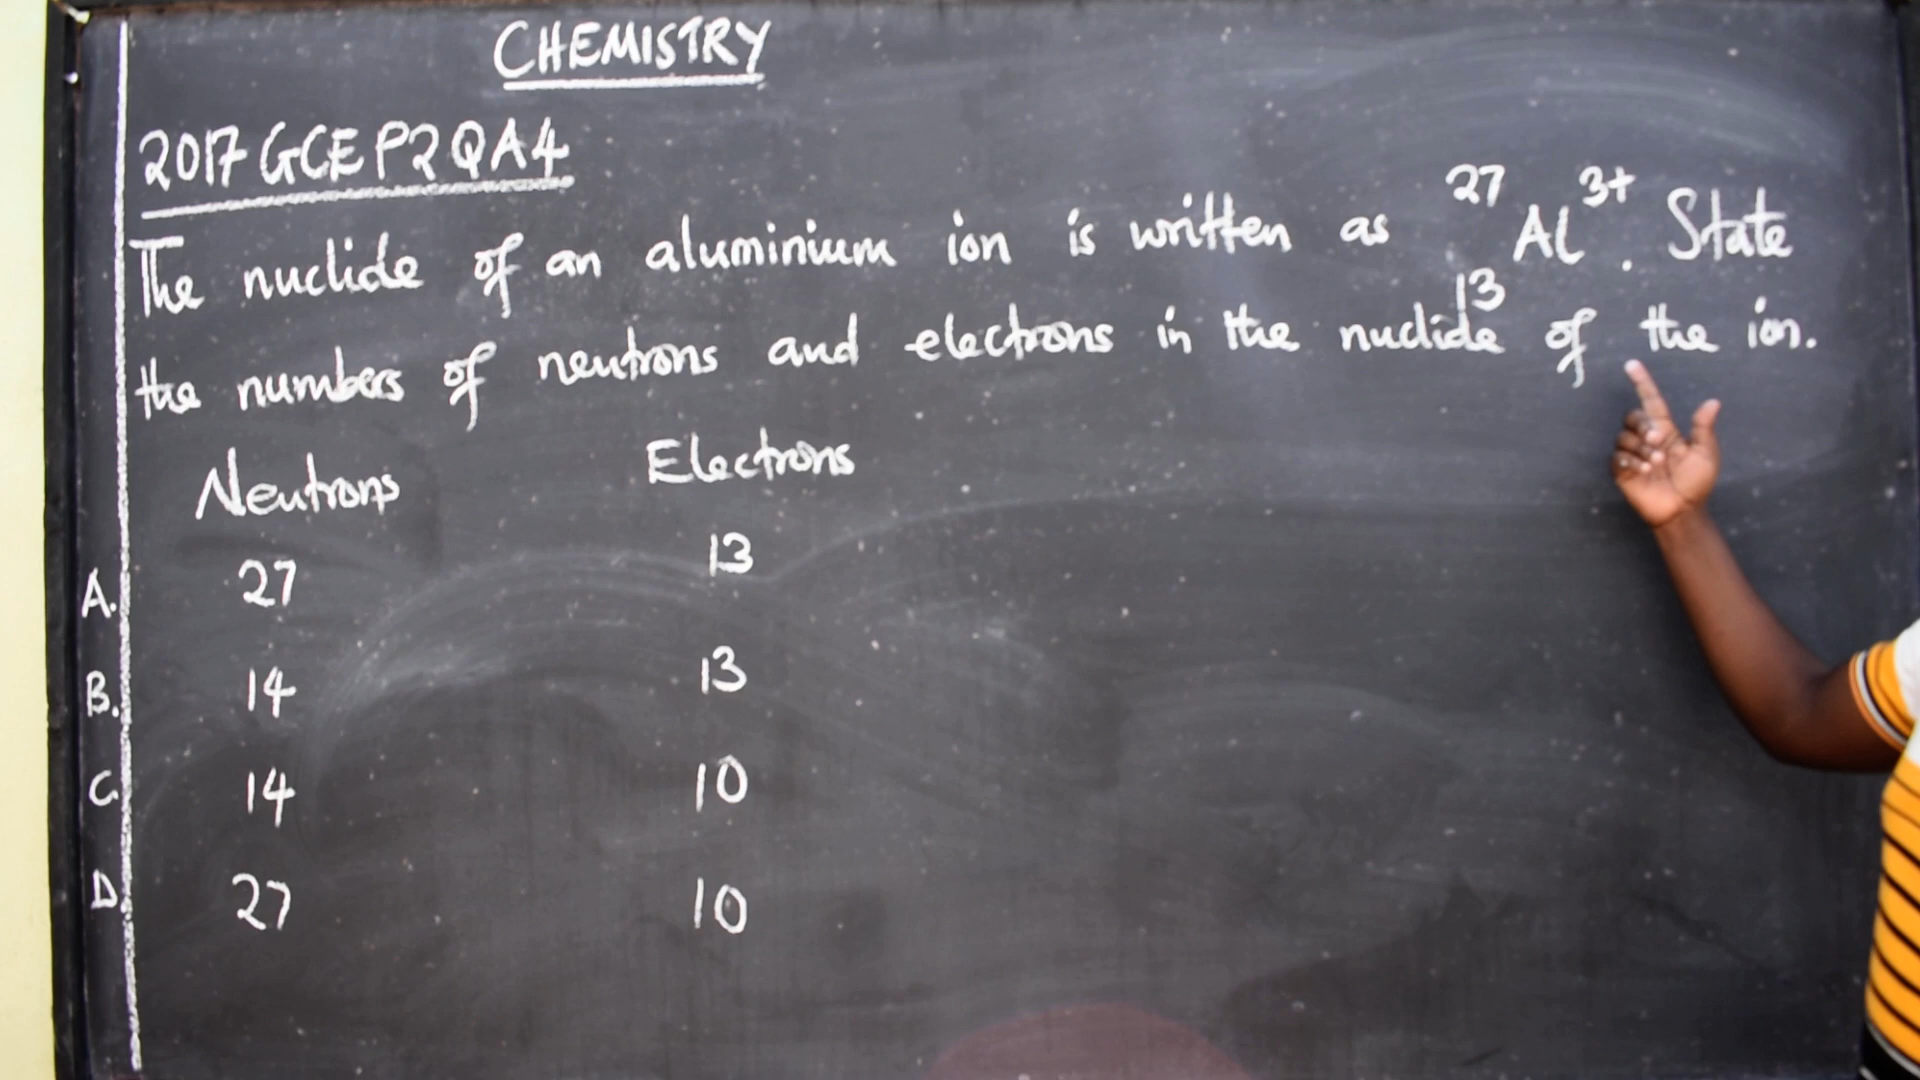 CHEMISTRY
2017 GCE P2 QA4
The nuclide of an aluminium ion is written as ²⁷₁₃Al³⁺. State
the numbers of neutrons and electrons in the nuclide of the ion.
Neutrons Electrons
A. 27 13
B. 14 13
C 14 10
D 27 10